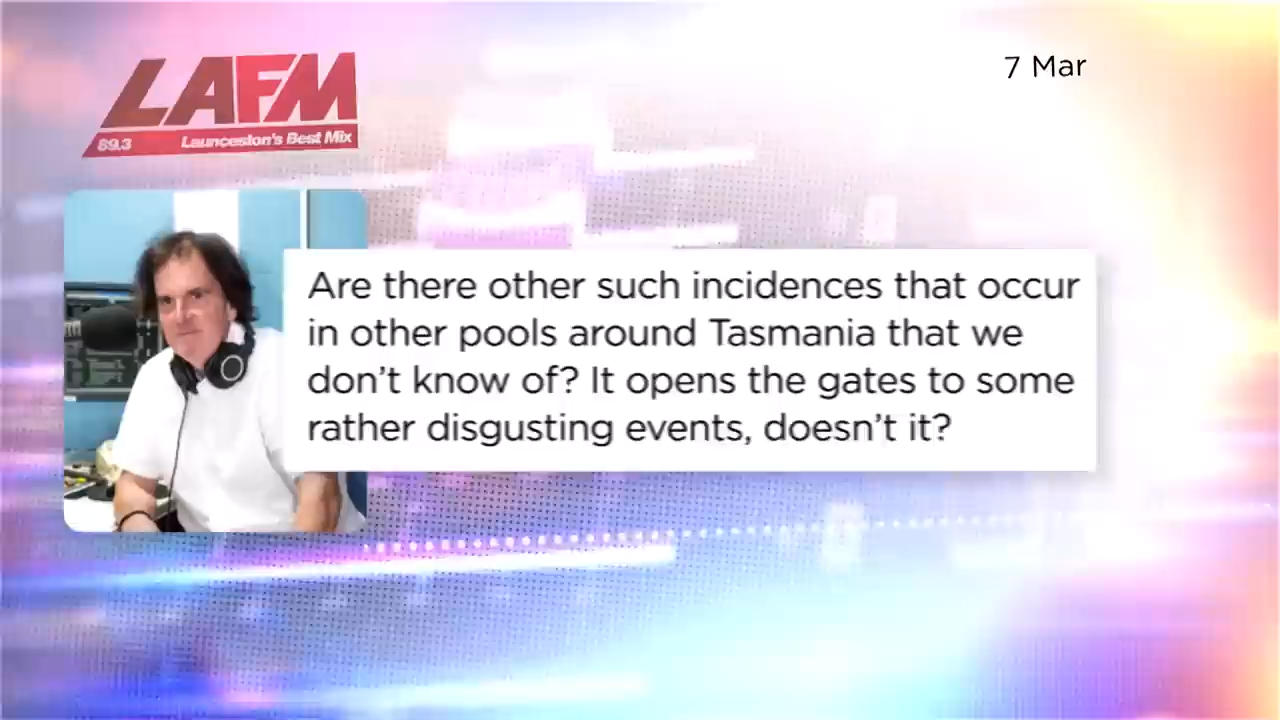 LAFM
89.3 Launceston's Best Mix
7 Mar
Are there other such incidences that occur
in other pools around Tasmania that we
don't know of? It opens the gates to some
rather disgusting events, doesn't it?